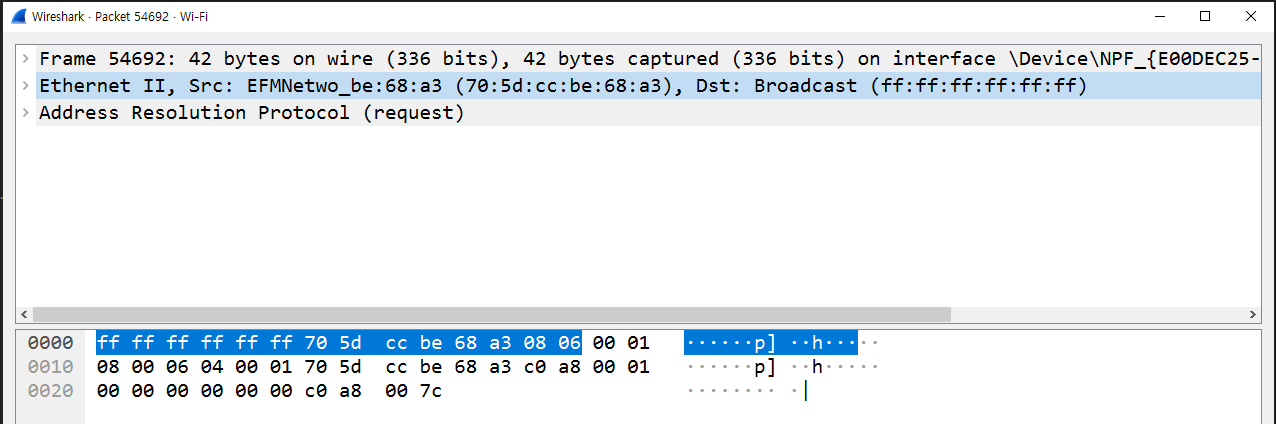 Wireshark · Packet 54692 · Wi-Fi
Frame 54692: 42 bytes on wire (336 bits), 42 bytes captured (336 bits) on interface \Device\NPF_{E00DEC25-
Ethernet II, Src: EFMNetwo_be:68:a3 (70:5d:cc:be:68:a3), Dst: Broadcast (ff:ff:ff:ff:ff:ff)
Address Resolution Protocol (request)
0000 ff ff ff ff ff ff 70 5d cc be 68 a3 08 06 00 01 ······p] ··h·····
0010 08 00 06 04 00 01 70 5d cc be 68 a3 c0 a8 00 01 ······p] ··h·····
0020 00 00 00 00 00 00 c0 a8 00 7c ········ ·|